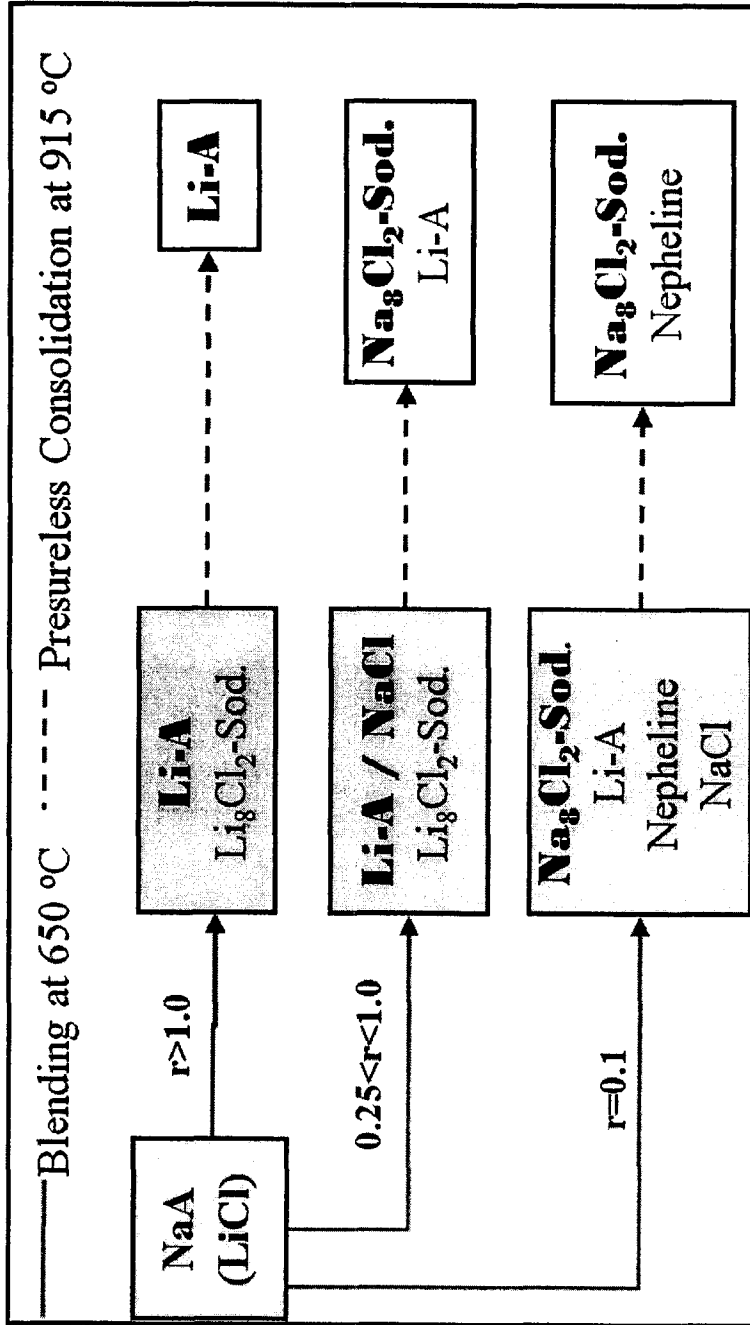 Blending at 650 ºC
Presureless Consolidation at 915 ºC
NaA
(LiCl)
r>1.0
Li-A
Li₈Cl₂-Sod.
Li-A
0.25<r<1.0
Li-A / NaCl
Li₈Cl₂-Sod.
Na₈Cl₂-Sod.
Li-A
r=0.1
Na₈Cl₂-Sod.
Li-A
Nepheline
NaCl
Na₈Cl₂-Sod.
Nepheline